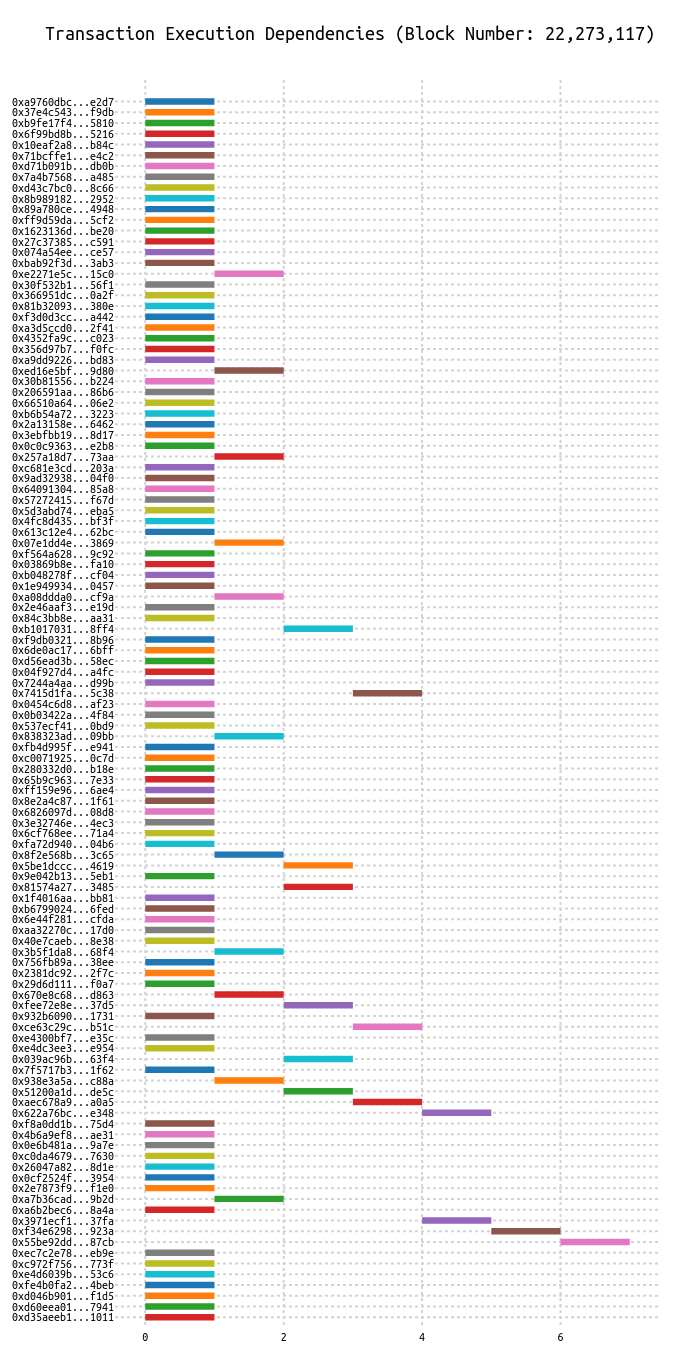 Transaction Execution Dependencies (Block Number: 22,273,117)
0xa9760dbc...e2d7
0x37e4c543...f9db
0xb9fe17f4...5810
0x6f99bd8b...5216
0x10eaf2a8...b84c
0x71bcffe1...e4c2
0xd71b091b...db0b
0x7a4b7568...a485
0xd43c7bc0...8c66
0x8b989182...2952
0x89a780ce...4948
0xff9d59da...5cf2
0x1623136d...be20
0x27c37385...c591
0x074a54ee...ce57
0xbab92f3d...3ab3
0xe2271e5c...15c0
0x30f532b1...56f1
0x366951dc...0a2f
0x81b32093...380e
0xf3d0d3cc...a442
0xa3d5ccd0...2f41
0x4352fa9c...c023
0x356d97b7...f0fc
0xa9dd9226...bd83
0xed16e5bf...9d80
0x30b81556...b224
0x206591aa...86b6
0x66510a64...06e2
0xb6b54a72...3223
0x2a13158e...6462
0x3ebfbb19...8d17
0x0c0c9363...e2b8
0x257a18d7...73aa
0xc681e3cd...203a
0x9ad32938...04f0
0x64091304...85a8
0x57272415...f67d
0x5d3abd74...eba5
0x4fc8d435...bf3f
0x613c12e4...62bc
0x07e1dd4e...3869
0xf564a628...9c92
0x03869b8e...fa10
0xb048278f...cf04
0x1e949934...0457
0xa08ddda0...cf9a
0x2e46aaf3...e19d
0x84c3bb8e...aa31
0xb1017031...8ff4
0xf9db0321...8b96
0x6de0ac17...6bff
0xd56ead3b...58ec
0x04f927d4...a4fc
0x7244a4aa...d99b
0x7415d1fa...5c38
0x0454c6d8...af23
0x0b03422a...4f84
0x537ecf41...0bd9
0x838323ad...09bb
0xfb4d995f...e941
0xc0071925...0c7d
0x280332d0...b18e
0x65b9c963...7e33
0xff159e96...6ae4
0x8e2a4c87...1f61
0x6826097d...08d8
0x3e32746e...4ec3
0x6cf768ee...71a4
0xfa72d940...04b6
0x8f2e568b...3c65
0x5be1dccc...4619
0x9e042b13...5eb1
0x81574a27...3485
0x1f4016aa...bb81
0xb6799024...6fed
0x6e44f281...cfda
0xaa32270c...17d0
0x40e7caeb...8e38
0x3b5f1da8...68f4
0x756fb89a...38ee
0x2381dc92...2f7c
0x29d6d111...f0a7
0x670e8c68...d863
0xfee72e8e...37d5
0x932b6090...1731
0xce63c29c...b51c
0xe4300bf7...e35c
0xe4dc3ee3...e954
0x039ac96b...63f4
0x7f5717b3...1f62
0x938e3a5a...c88a
0x51200a1d...de5c
0xaec678a9...a0a5
0x622a76bc...e348
0xf8a0dd1b...75d4
0x4b6a9ef8...ae31
0x0e6b481a...9a7e
0xc0da4679...7630
0x26047a82...8d1e
0x0cf2524f...3954
0x2e7873f9...f1e0
0xa7b36cad...9b2d
0xa6b2bec6...8a4a
0x3971ecf1...37fa
0xf34e6298...923a
0x55be92dd...87cb
0xec7c2e78...eb9e
0xc972f756...773f
0xe4d6039b...53c6
0xfe4b0fa2...4beb
0xd046b901...f1d5
0xd60eea01...7941
0xd35aeeb1...1011
0 2 4 6